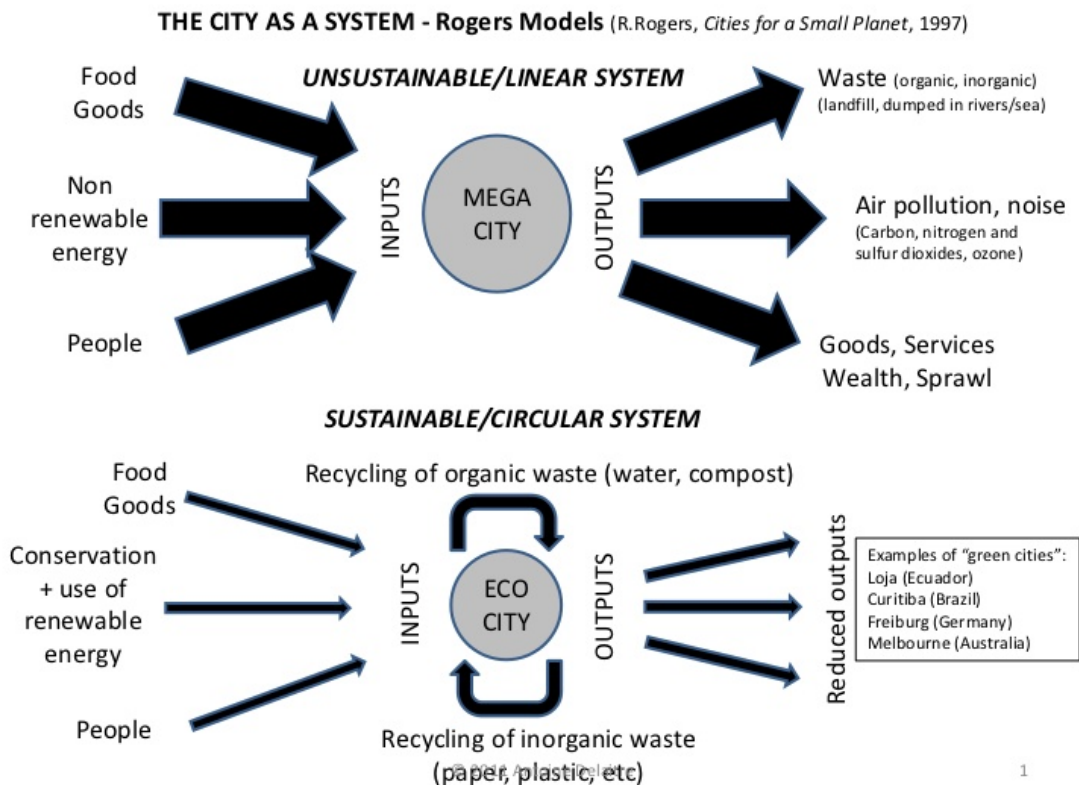 THE CITY AS A SYSTEM - Rogers Models (R.Rogers, Cities for a Small Planet, 1997)
UNSUSTAINABLE/LINEAR SYSTEM
Food
Goods
Non
renewable
energy
People
INPUTS
MEGA
CITY
OUTPUTS
Waste (organic, inorganic)
(landfill, dumped in rivers/sea)
Air pollution, noise
(Carbon, nitrogen and
sulfur dioxides, ozone)
Goods, Services
Wealth, Sprawl
SUSTAINABLE/CIRCULAR SYSTEM
Recycling of organic waste (water, compost)
Food
Goods
Conservation
+ use of
renewable
energy
People
INPUTS
ECO
CITY
OUTPUTS
Reduced outputs
Examples of “green cities”:
Loja (Ecuador)
Curitiba (Brazil)
Freiburg (Germany)
Melbourne (Australia)
Recycling of inorganic waste
(paper, plastic, etc)
© 2011 Antoine
1